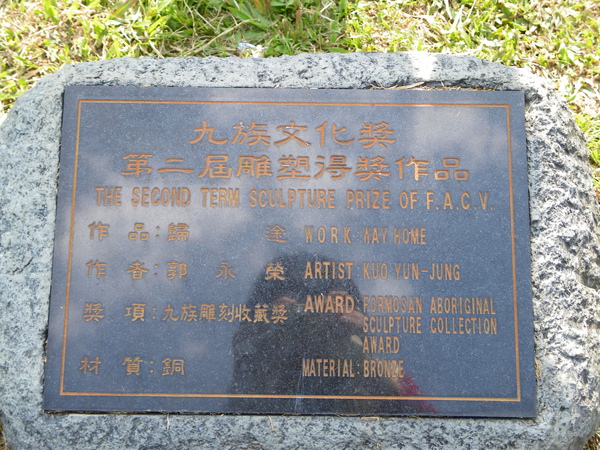 九族文化獎
第二屆雕塑得獎作品
THE SECOND TERM SCULPTURE PRIZE OF F.A.C.V.
作品:歸途 WORK:WAY HOME
作者:郭永榮 ARTIST:KUO YUN-JUNG
獎項:九族雕刻收藏獎 AWARD:FORMOSAN ABORIGINAL
SCULPTURE COLLECTION
AWARD
材質:銅 MATERIAL:BRONZE